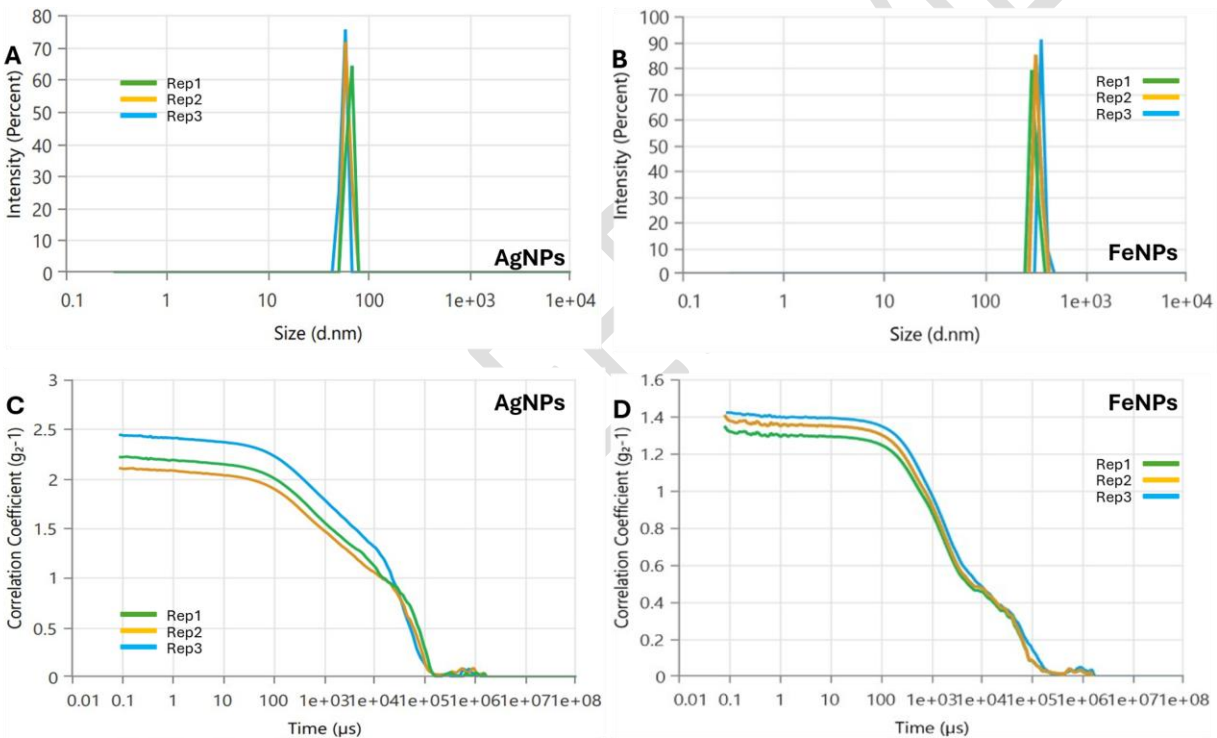 A
80
70
60
50
40
30
20
10
0
Intensity (Percent)
Rep1
Rep2
Rep3
AgNPs
0.1 1 10 100 1e+03 1e+04
Size (d.nm)
B
100
90
80
70
60
50
40
30
20
10
0
Intensity (Percent)
Rep1
Rep2
Rep3
FeNPs
0.1 1 10 100 1e+03 1e+04
Size (d.nm)
C
3
2.5
2
1.5
1
0.5
0
Correlation Coefficient (g₂-1)
AgNPs
Rep1
Rep2
Rep3
0.01 0.1 1 10 100 1e+031e+041e+051e+061e+071e+08
Time (µs)
D
1.6
1.4
1.2
1
0.8
0.6
0.4
0.2
0
Correlation Coefficient (g₂-1)
FeNPs
Rep1
Rep2
Rep3
0.01 0.1 1 10 100 1e+031e+041e+051e+061e+071e+08
Time (µs)